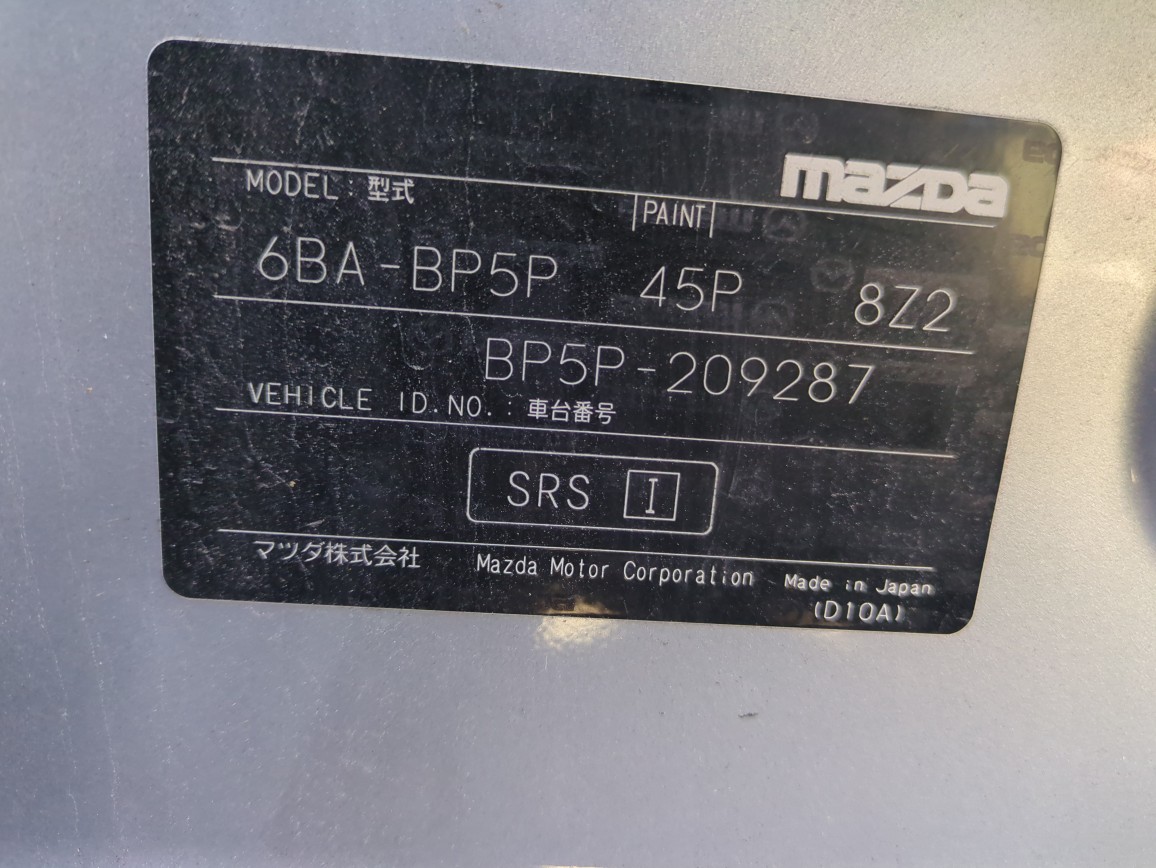 mazda
MODEL : 型式
PAINT
6BA-BP5P 45P 8Z2
BP5P-209287
VEHICLE ID.NO. : 車台番号
SRS I
マツダ株式会社 Mazda Motor Corporation Made in Japan
(D10A)